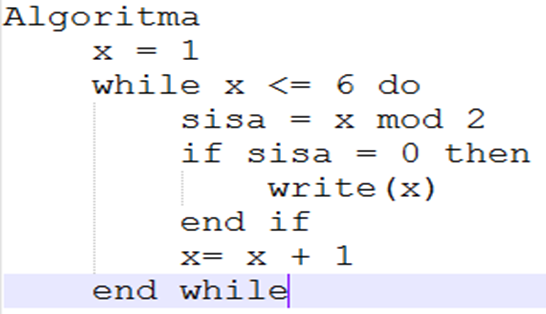 Algoritma
x = 1
while x <= 6 do
sisa = x mod 2
if sisa = 0 then
write(x)
end if
x= x + 1
end while